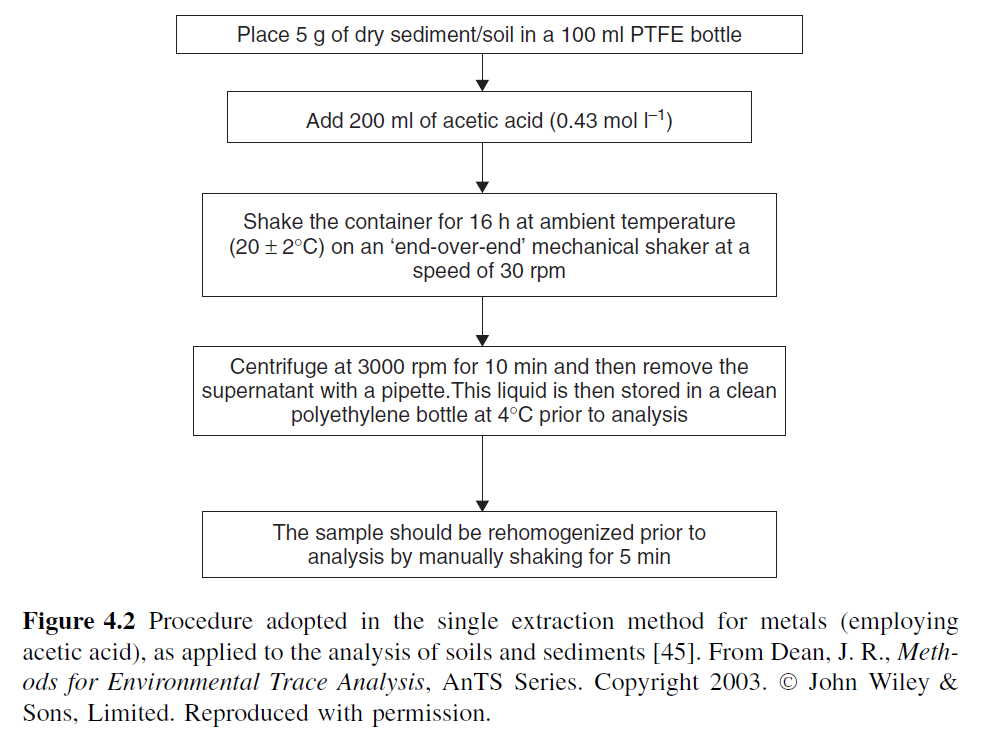 Place 5 g of dry sediment/soil in a 100 ml PTFE bottle
Add 200 ml of acetic acid (0.43 mol l⁻¹)
Shake the container for 16 h at ambient temperature
(20 ± 2°C) on an ‘end-over-end’ mechanical shaker at a
speed of 30 rpm
Centrifuge at 3000 rpm for 10 min and then remove the
supernatant with a pipette.This liquid is then stored in a clean
polyethylene bottle at 4°C prior to analysis
The sample should be rehomogenized prior to
analysis by manually shaking for 5 min
Figure 4.2 Procedure adopted in the single extraction method for metals (employing
acetic acid), as applied to the analysis of soils and sediments [45]. From Dean, J. R., Meth-
ods for Environmental Trace Analysis, AnTS Series. Copyright 2003. © John Wiley &
Sons, Limited. Reproduced with permission.